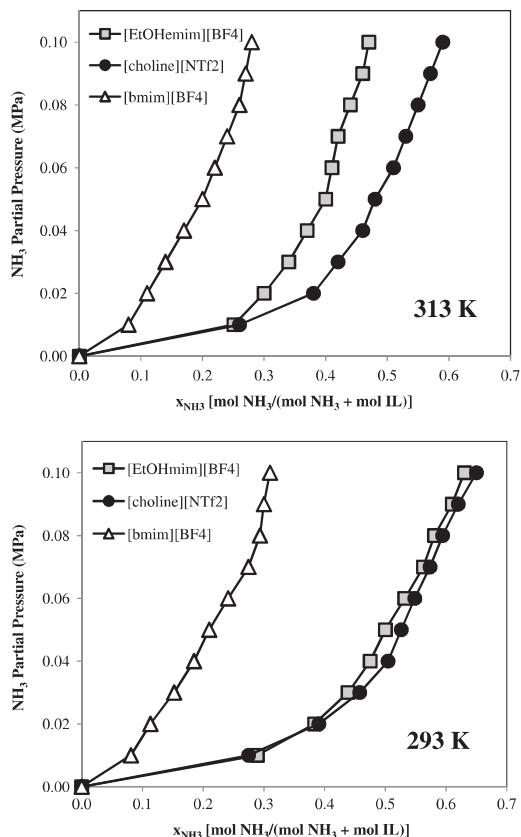 [EtOHemim][BF4]
[choline][NTf2]
[bmim][BF4]
0.10
0.08
0.06
0.04
0.02
0.00
NH3 Partial Pressure (MPa)
313 K
0.0 0.1 0.2 0.3 0.4 0.5 0.6 0.7
xNH3 [mol NH3/(mol NH3 + mol IL)]
[EtOHmim][BF4]
[choline][NTf2]
[bmim][BF4]
0.10
0.08
0.06
0.04
0.02
0.00
NH3 Partial Pressure (MPa)
293 K
0.0 0.1 0.2 0.3 0.4 0.5 0.6 0.7
xNH3 [mol NH3/(mol NH3 + mol IL)]